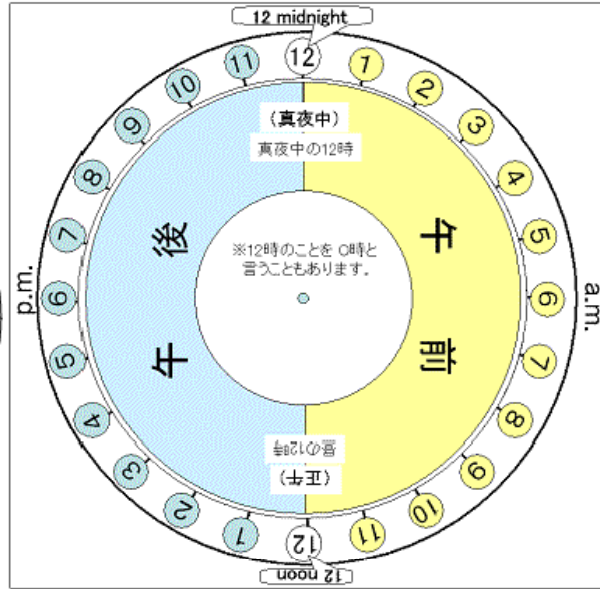 12 midnight
12
1
2
3
4
5
6
7
8
9
10
11
12
1
2
3
4
5
6
7
8
9
10
11
(真夜中)
真夜中の12時
午前
午後
※12時のことを 0時と
言うこともあります。
昼の12時
(正午)
a.m.
p.m.
12 noon